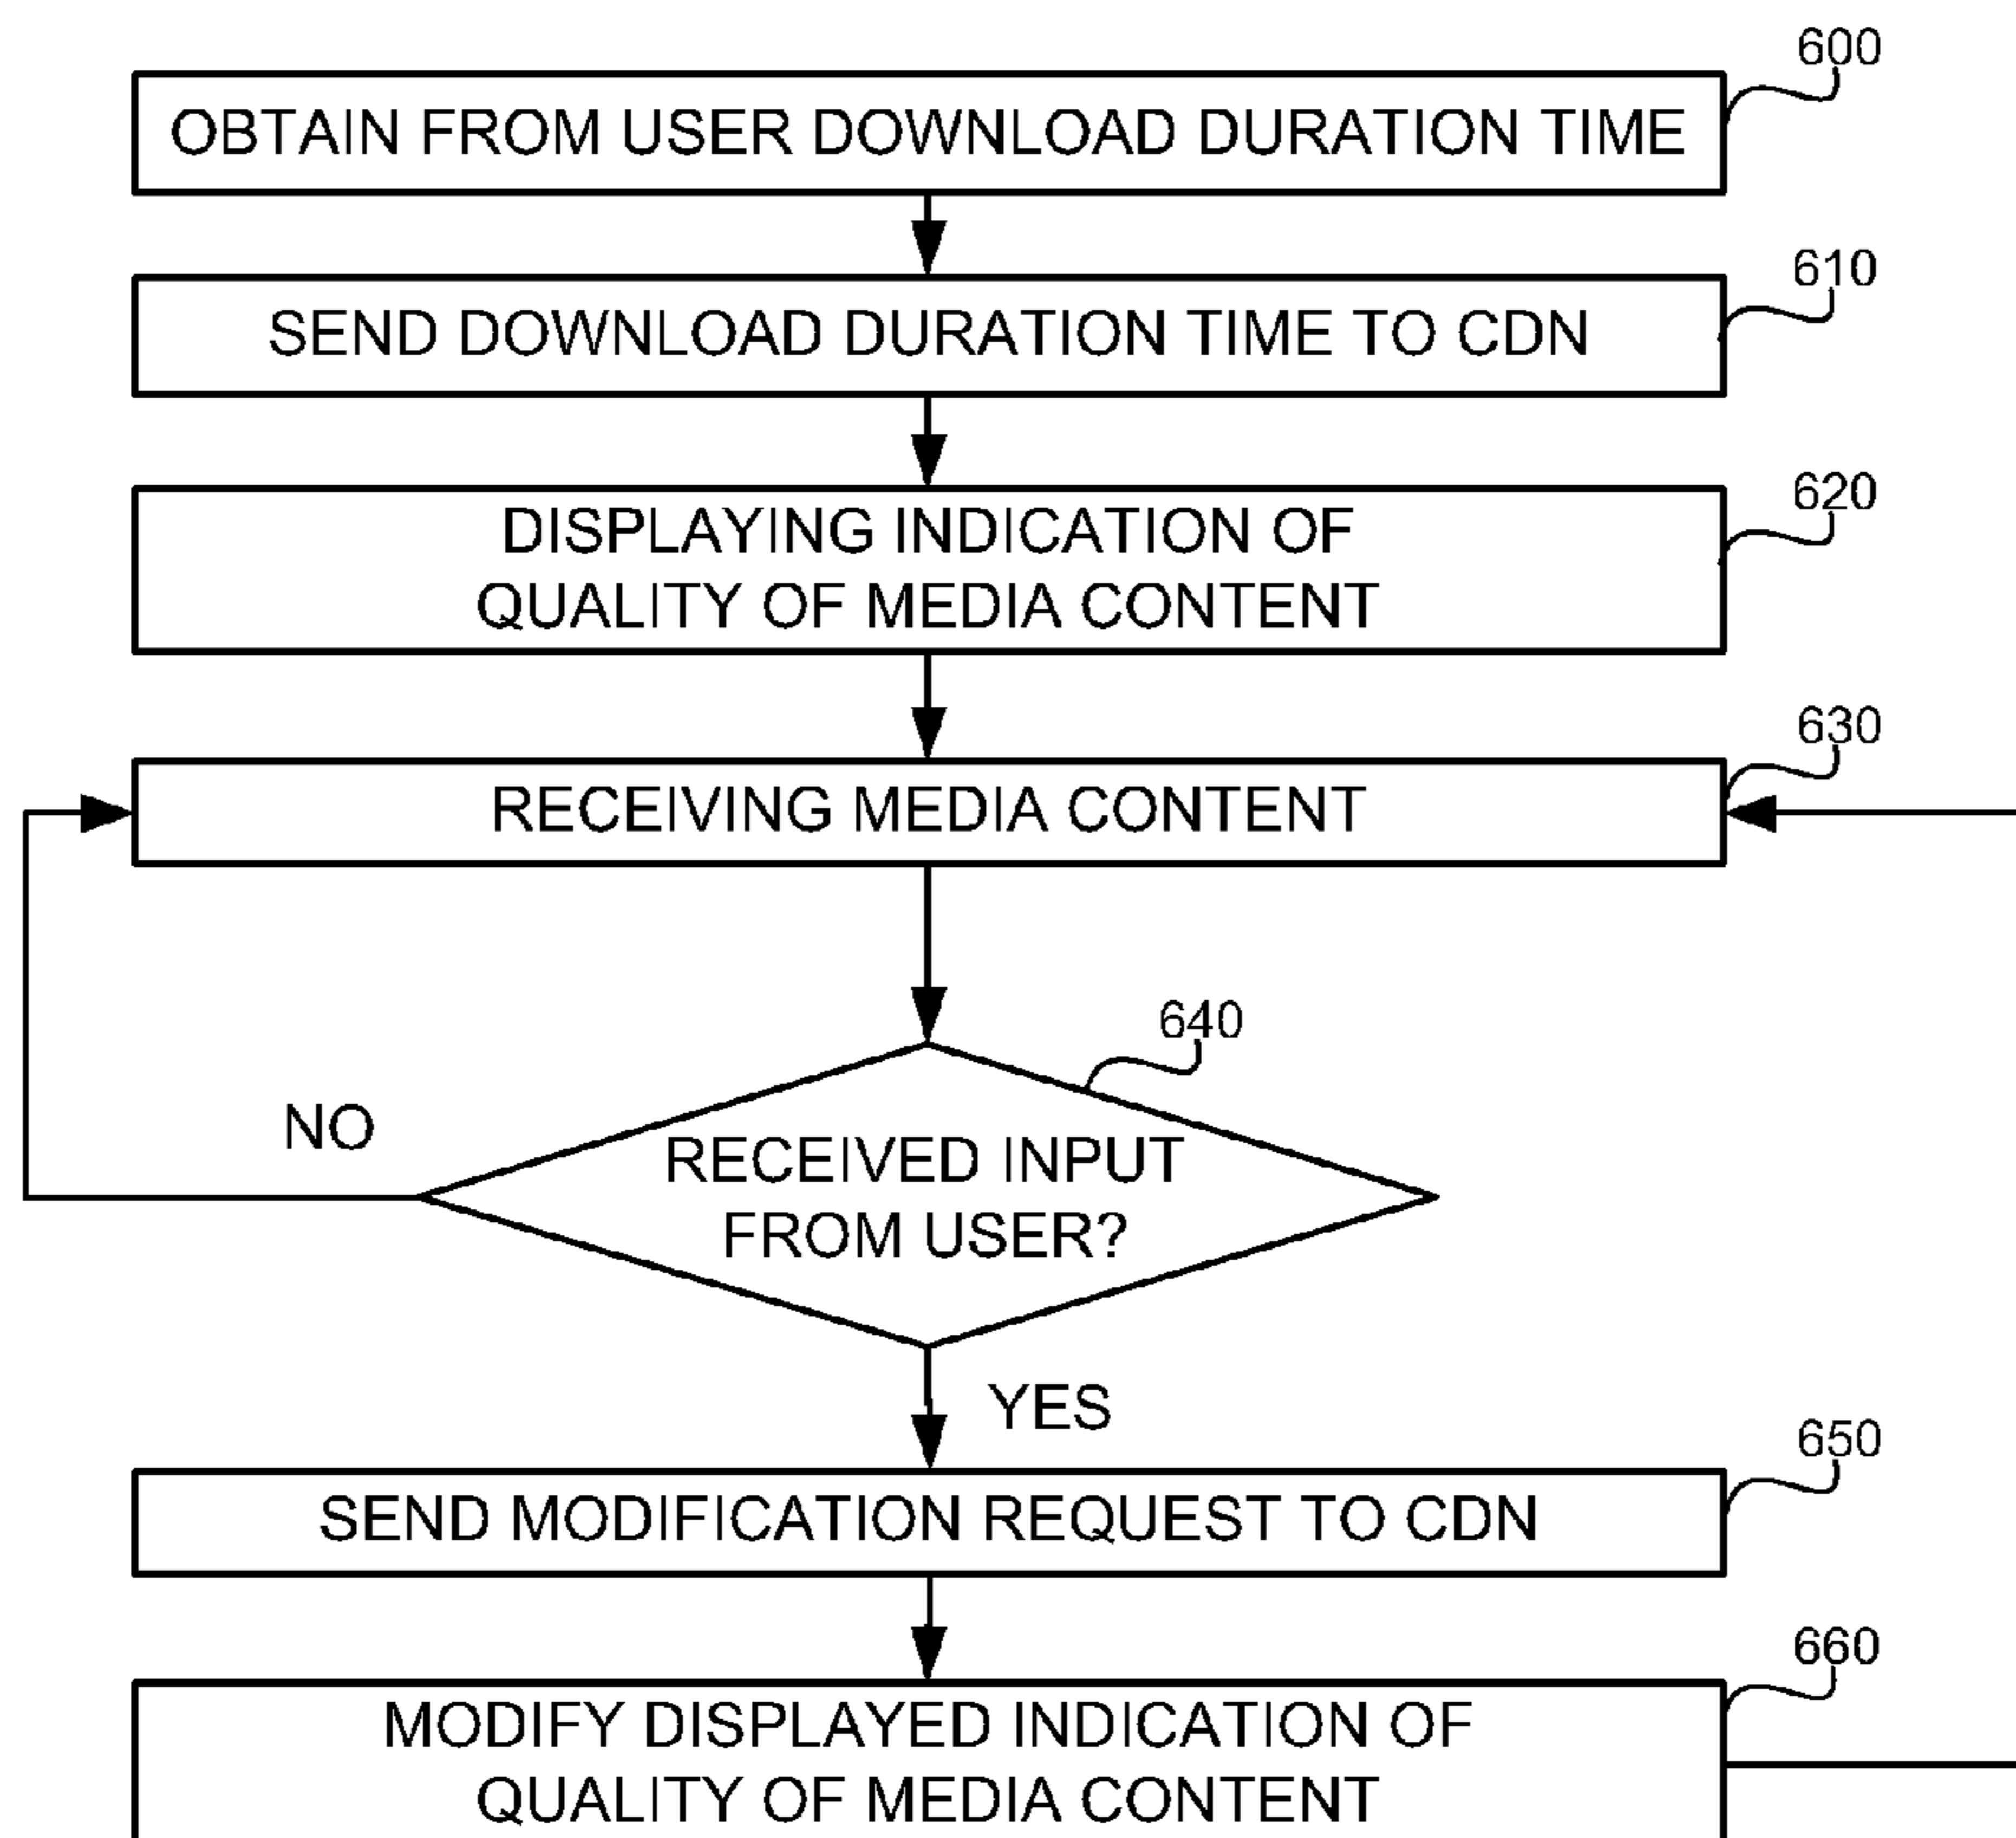 600
OBTAIN FROM USER DOWNLOAD DURATION TIME
610
SEND DOWNLOAD DURATION TIME TO CDN
620
DISPLAYING INDICATION OF
QUALITY OF MEDIA CONTENT
630
RECEIVING MEDIA CONTENT
640
NO
RECEIVED INPUT
FROM USER?
YES
650
SEND MODIFICATION REQUEST TO CDN
660
MODIFY DISPLAYED INDICATION OF
QUALITY OF MEDIA CONTENT